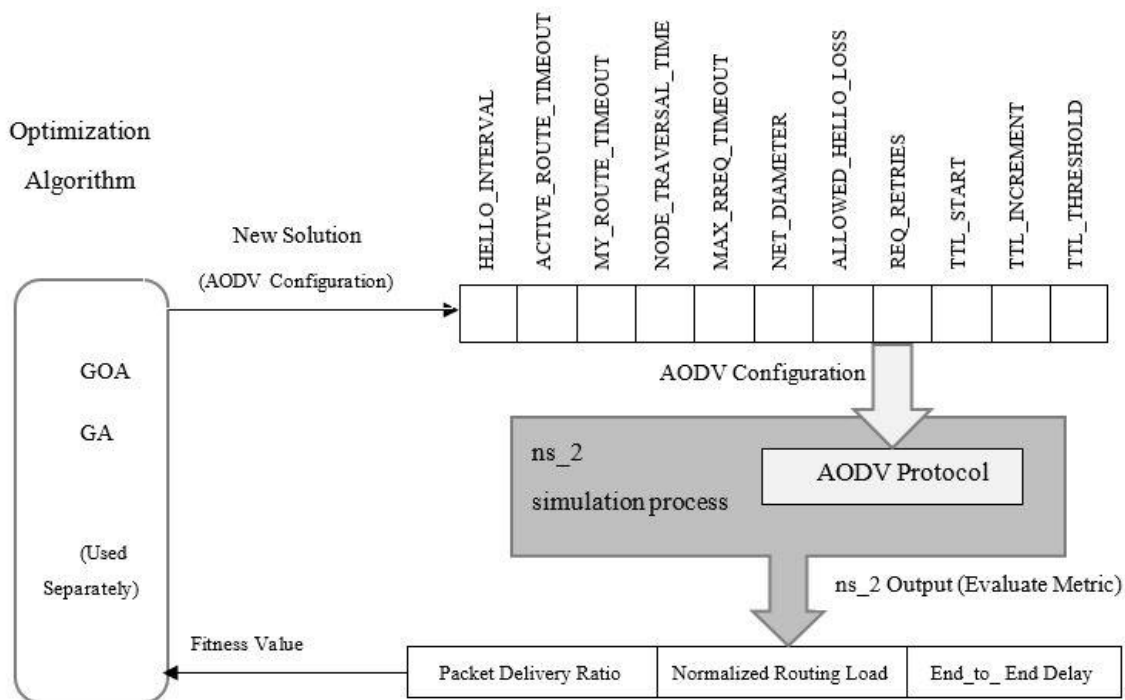 Optimization
Algorithm
HELLO_INTERVAL
ACTIVE_ROUTE_TIMEOUT
MY_ROUTE_TIMEOUT
NODE_TRAVERSAL_TIME
MAX_RREQ_TIMEOUT
NET_DIAMETER
ALLOWED_HELLO_LOSS
REQ_RETRIES
TTL_START
TTL_INCREMENT
TTL_THRESHOLD
New Solution
(AODV Configuration)
GOA
GA
(Used
Separately)
AODV Configuration
ns_2
simulation process
AODV Protocol
ns_2 Output (Evaluate Metric)
Fitness Value
Packet Delivery Ratio
Normalized Routing Load
End_to_ End Delay